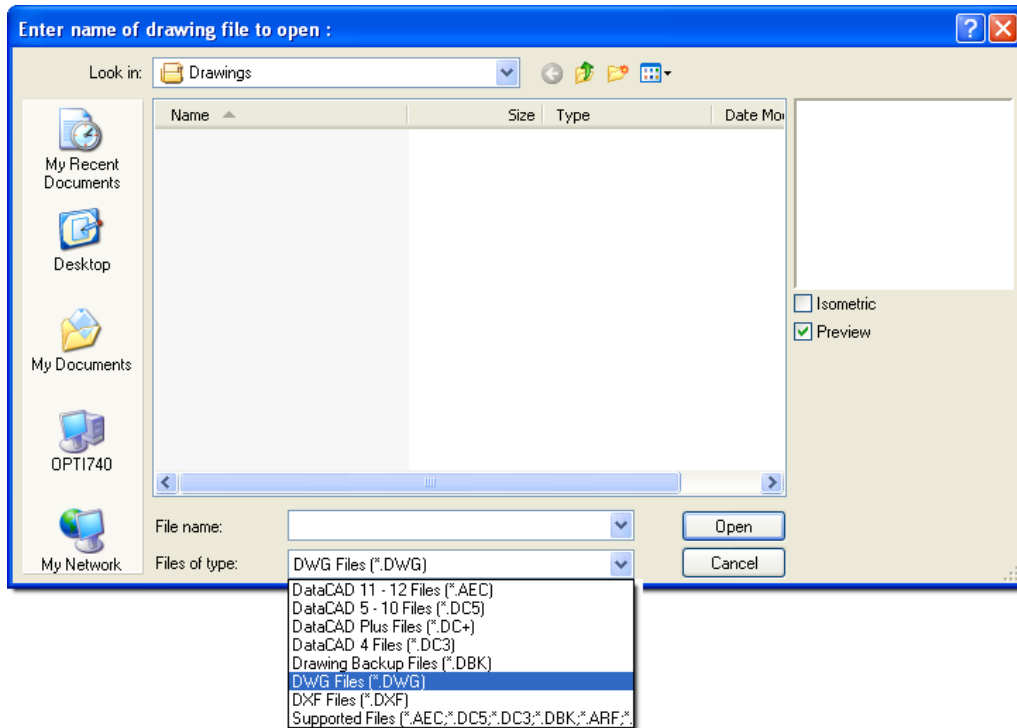 Enter name of drawing file to open :
Look in: Drawings
Name Size Type Date Mo
My Recent
Documents
Desktop
My Documents
OPTI740
My Network
Isometric
Preview
File name: Open
Files of type: DWG Files (*.DWG) Cancel
DataCAD 11 - 12 Files (*.AEC)
DataCAD 5 - 10 Files (*.DC5)
DataCAD Plus Files (*.DC+)
DataCAD 4 Files (*.DC3)
Drawing Backup Files (*.DBK)
DWG Files (*.DWG)
DXF Files (*.DXF)
Supported Files (*.AEC;*.DC5;*.DC3;*.DBK;*.ARF;*.